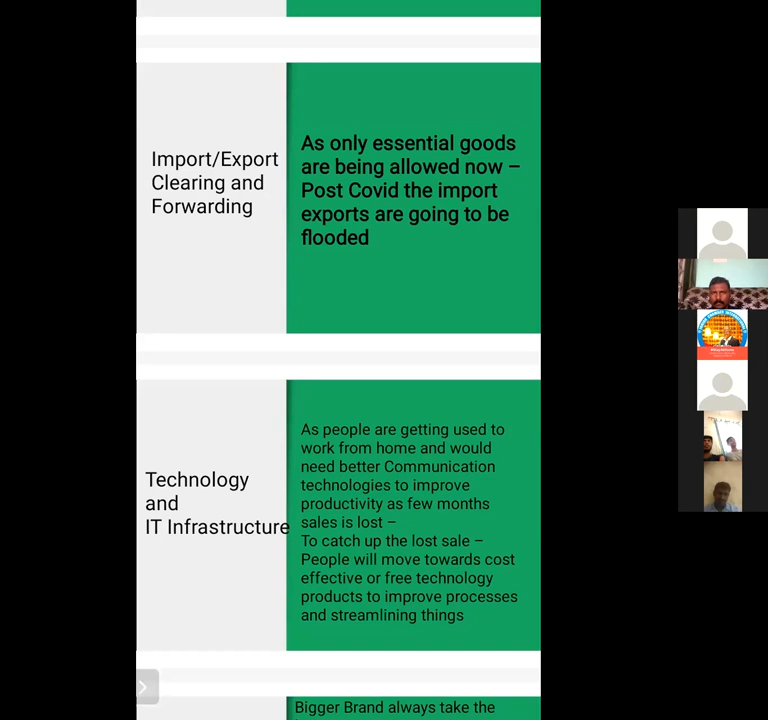 Import/Export
Clearing and
Forwarding
As only essential goods
are being allowed now –
Post Covid the import
exports are going to be
flooded
Technology
and
IT Infrastructure
As people are getting used to
work from home and would
need better Communication
technologies to improve
productivity as few months
sales is lost –
To catch up the lost sale –
People will move towards cost
effective or free technology
products to improve processes
and streamlining things
Bigger Brand always take the